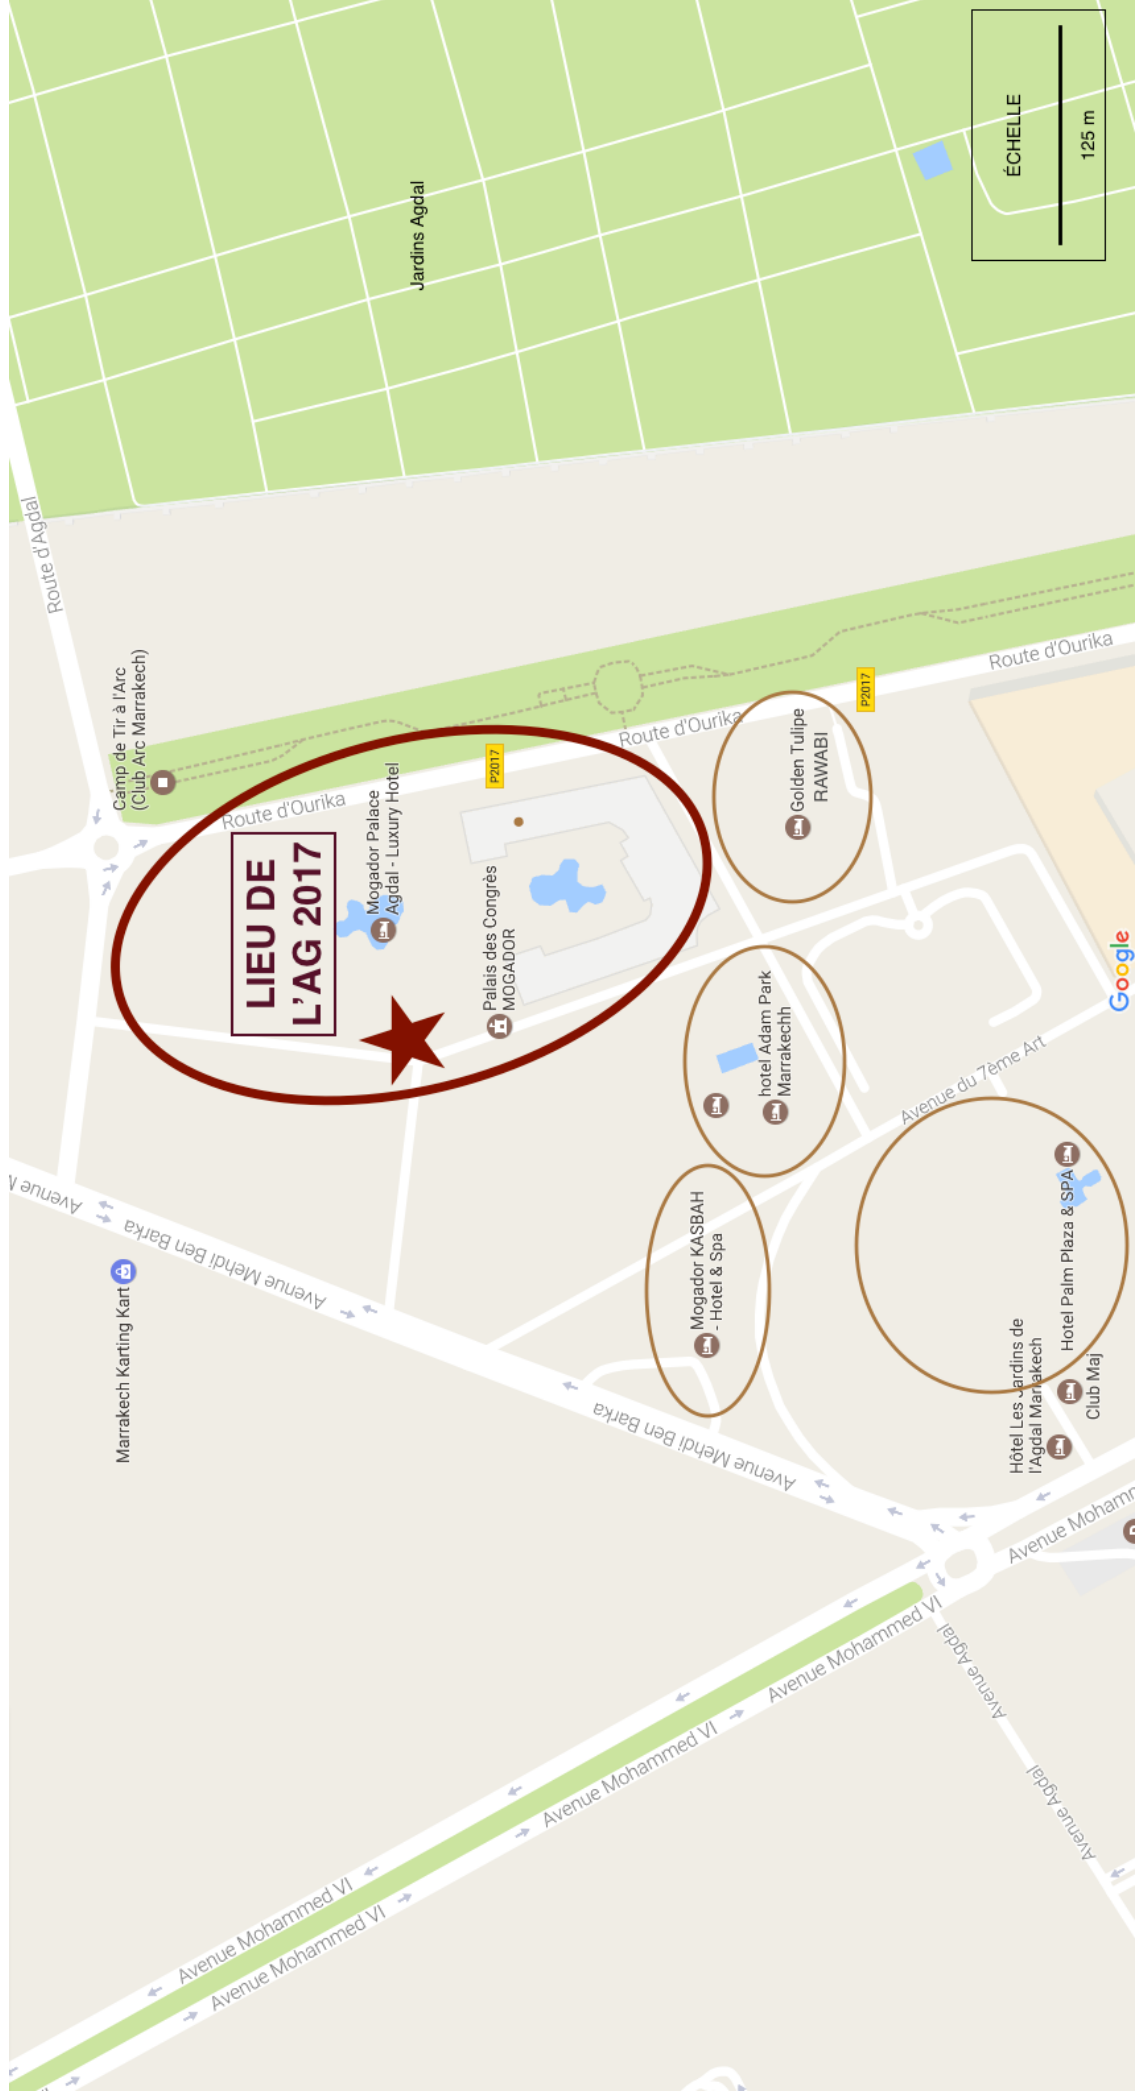 Route d'Agdal
Camp de Tir à l'Arc
(Club Arc Marrakech)
Jardins Agdal
ÉCHELLE
125 m
Route d'Ourika
LIEU DE
L'AG 2017
Mogador Palace
Agdal - Luxury Hotel
P2017
Palais des Congrès
MOGADOR
Route d'Ourika
Golden Tulipe
RAWABI
P2017
Route d'Ourika
hotel Adam Park
Marrakechh
Avenue du 7ème Art
Google
Avenue M
Avenue Mehdi Ben Barka
Marrakech Karting Kart
Mogador KASBAH
- Hotel & Spa
Avenue Mehdi Ben Barka
Hotel Palm Plaza & SPA
Hôtel Les Jardins de
l'Agdal Marrakech
Club Maj
Avenue Mohamm
Avenue Mohammed VI
Avenue Mohammed VI
Avenue Mohammed VI
Avenue Mohammed VI
Avenue Agdal
Avenue Agdal